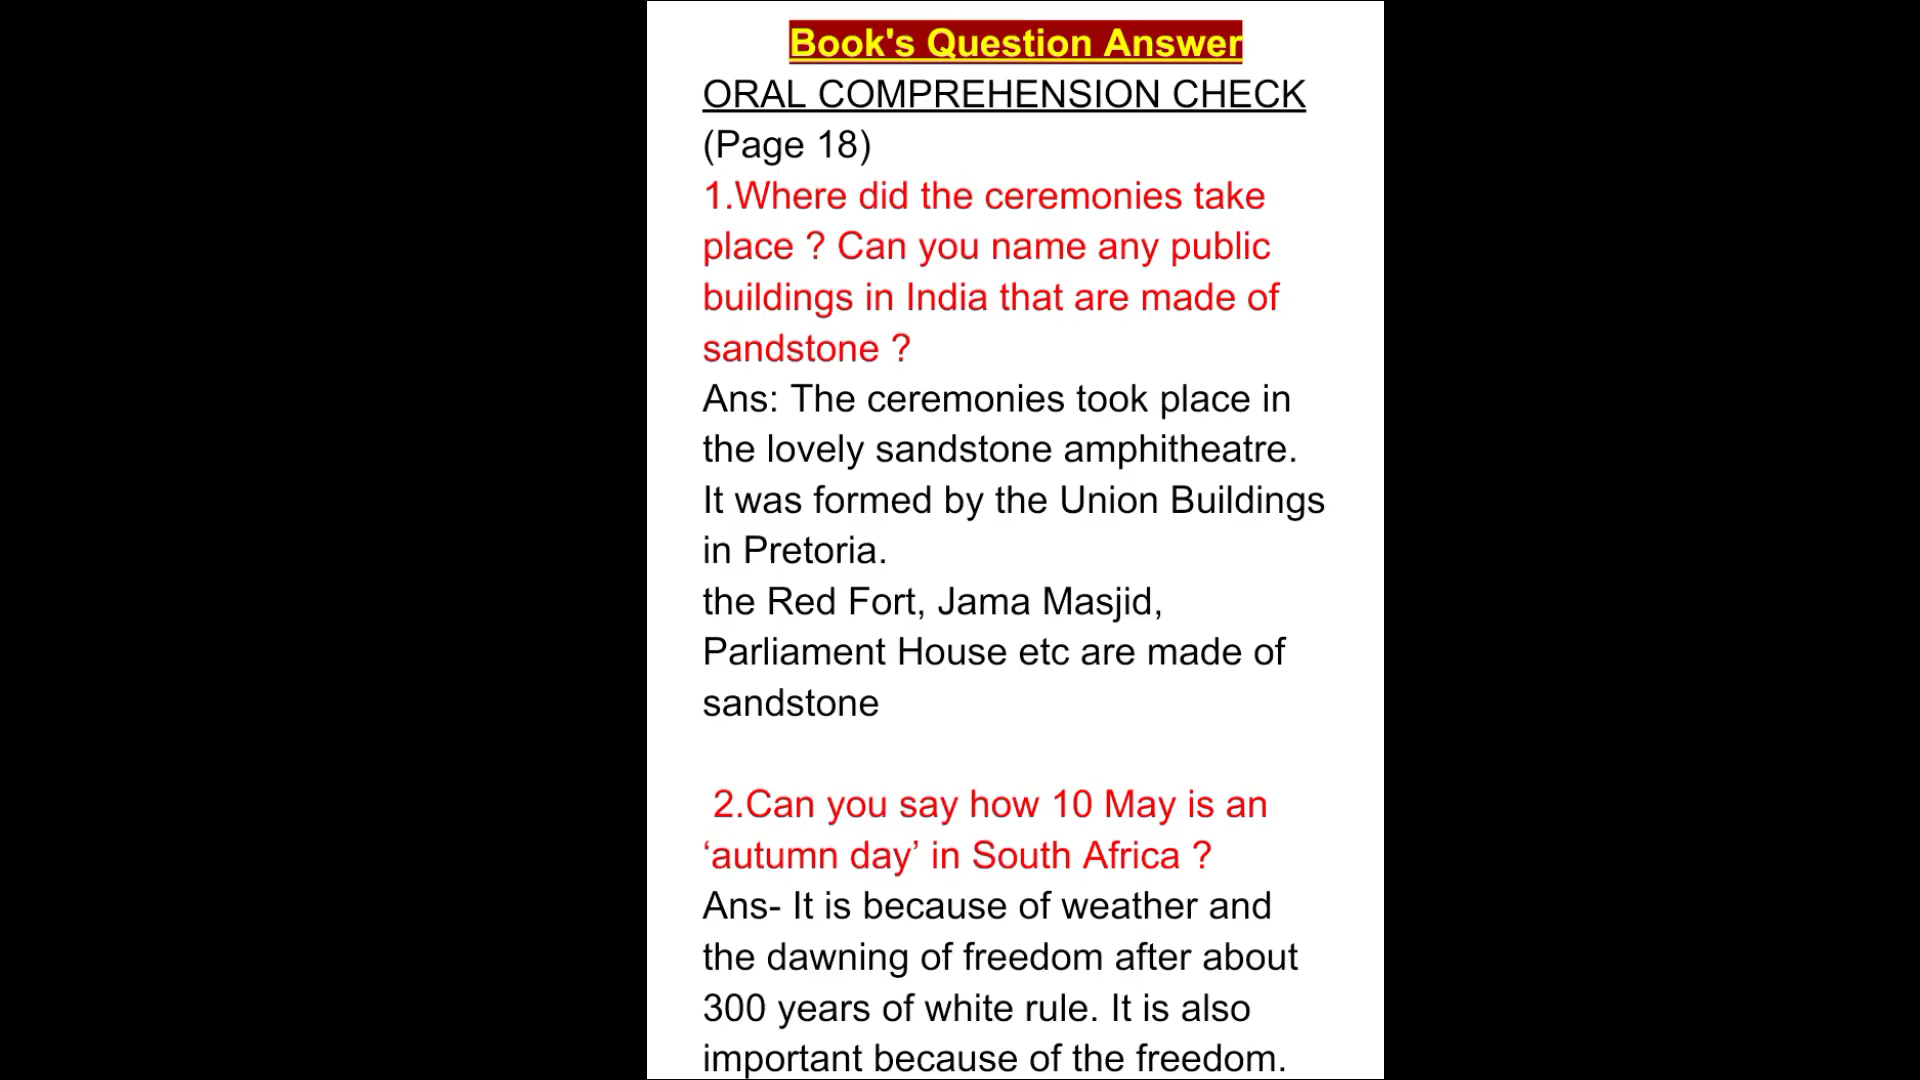 Book's Question Answer
ORAL COMPREHENSION CHECK
(Page 18)
1.Where did the ceremonies take
place ? Can you name any public
buildings in India that are made of
sandstone ?
Ans: The ceremonies took place in
the lovely sandstone amphitheatre.
It was formed by the Union Buildings
in Pretoria.
the Red Fort, Jama Masjid,
Parliament House etc are made of
sandstone
2.Can you say how 10 May is an
‘autumn day’ in South Africa ?
Ans- It is because of weather and
the dawning of freedom after about
300 years of white rule. It is also
important because of the freedom.